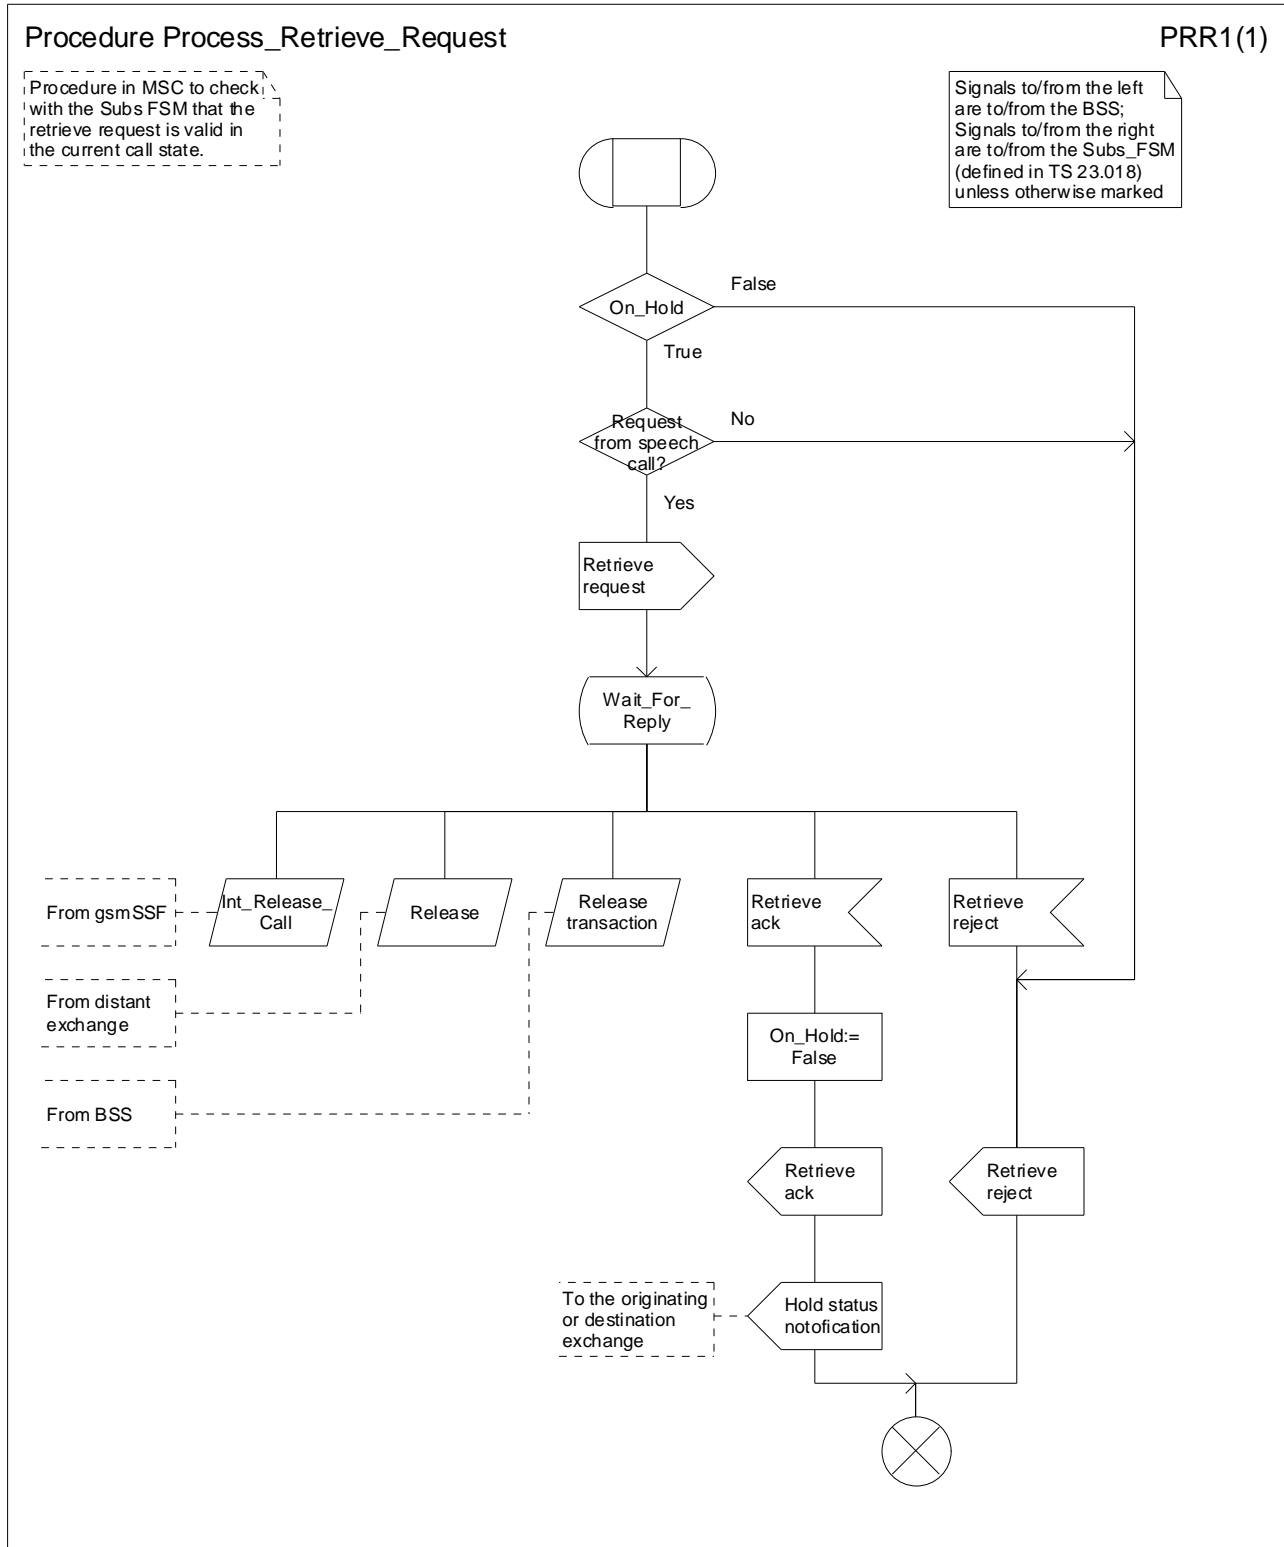 Procedure Process_Retrieve_Request
PRR1(1)
Procedure in MSC to check
with the Subs FSM that the
retrieve request is valid in
the current call state.
Signals to/from the left
are to/from the BSS;
Signals to/from the right
are to/from the Subs_FSM
(defined in TS 23.018)
unless otherwise marked
On_Hold
False
True
Request
from speech
call?
No
Yes
Retrieve
request
Wait_For_
Reply
From gsmSSF
Int_Release_
Call
Release
Release
transaction
Retrieve
ack
Retrieve
reject
From distant
exchange
On_Hold:=
False
From BSS
Retrieve
ack
Retrieve
reject
To the originating
or destination
exchange
Hold status
notofication